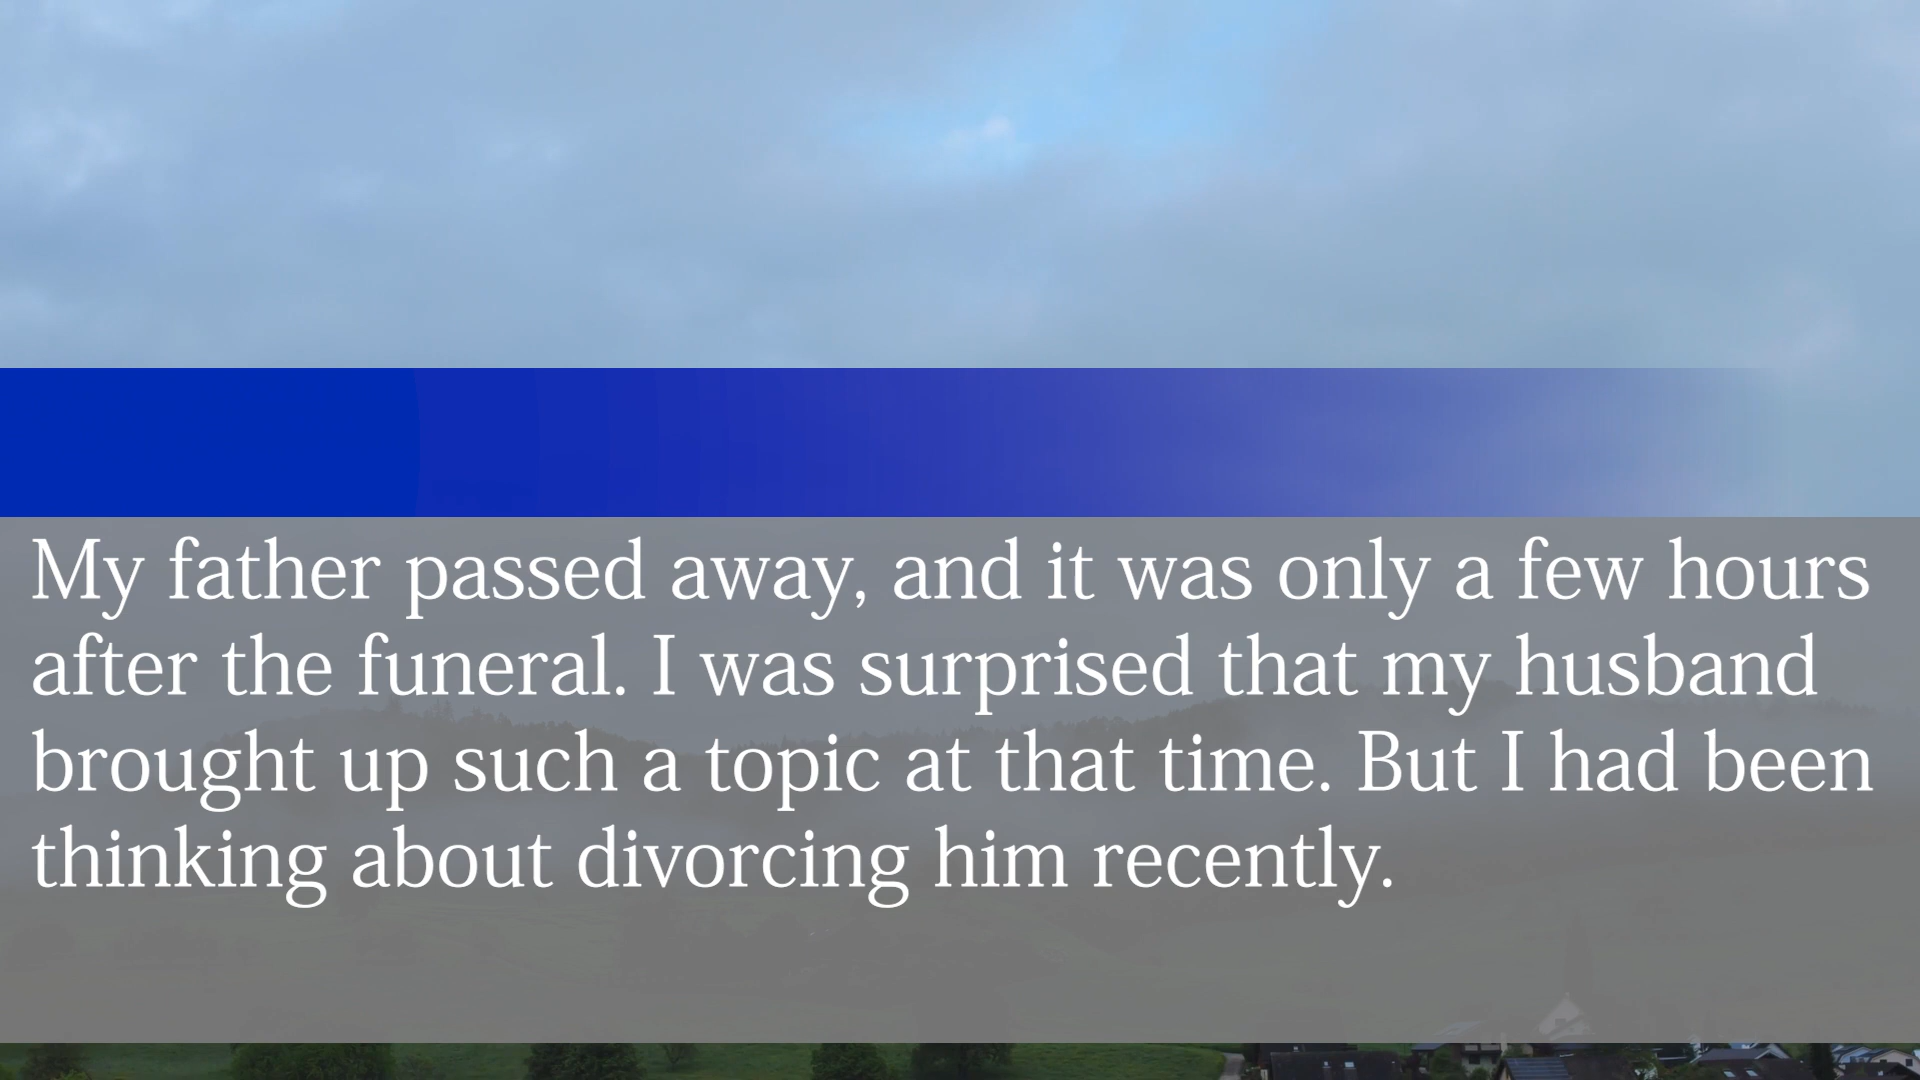 My father passed away, and it was only a few hours
after the funeral. I was surprised that my husband
brought up such a topic at that time. But I had been
thinking about divorcing him recently.